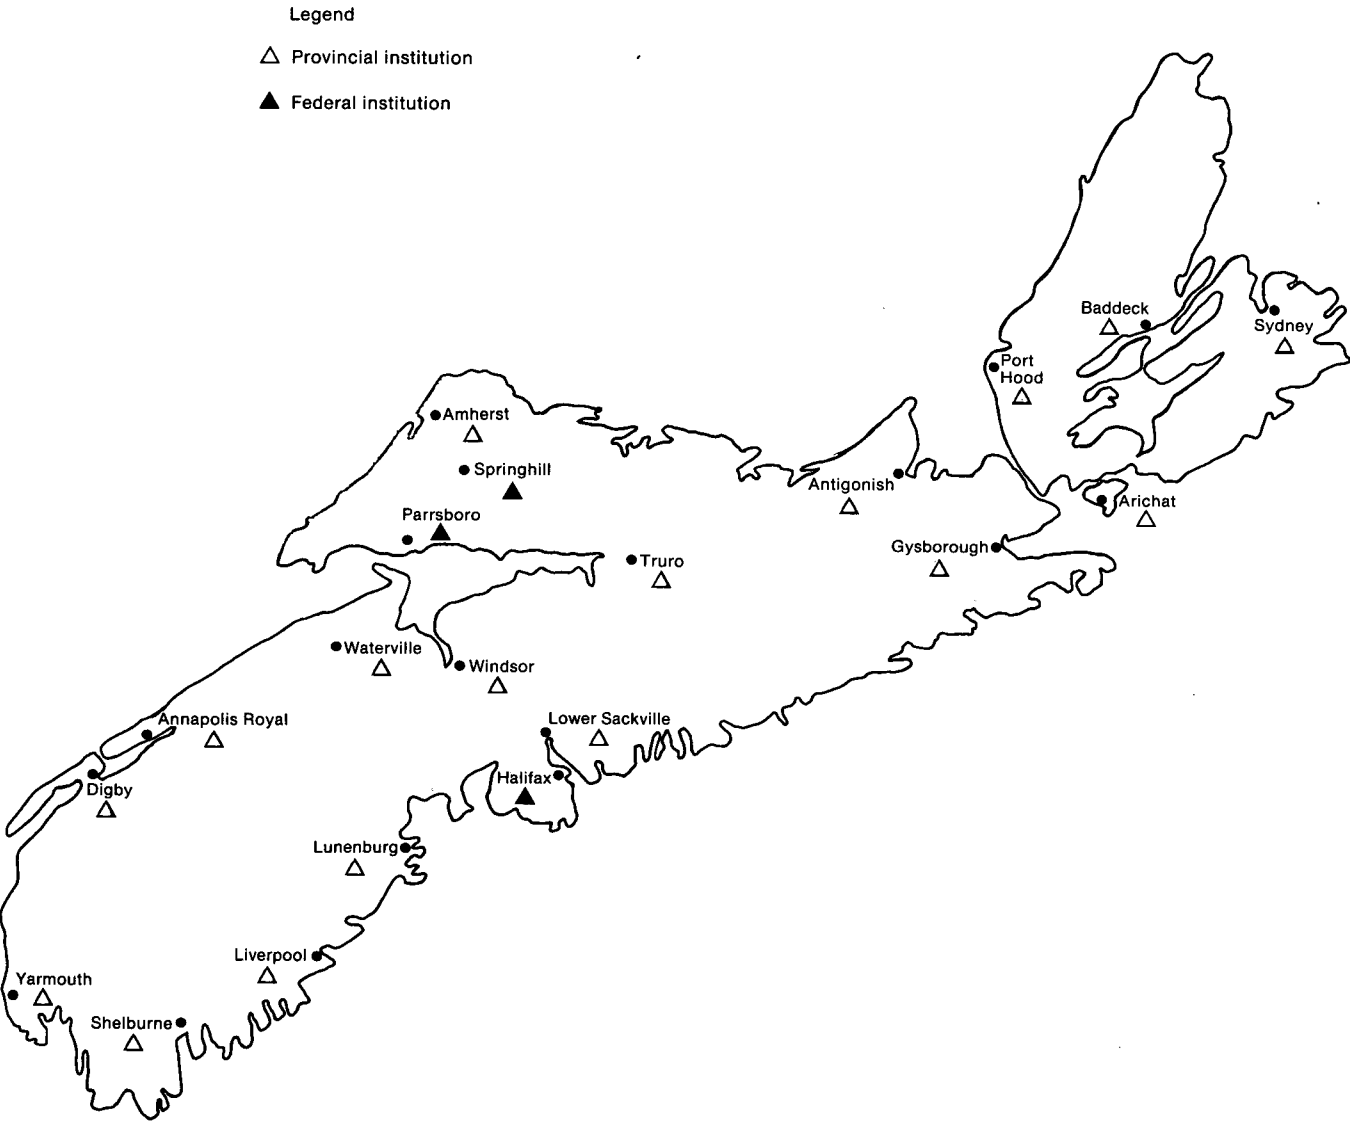 Legend
Provincial institution
Federal institution
Baddeck
Sydney
Port
Hood
Amherst
Springhill
Antigonish
Arichat
Parrsboro
Gysborough
Truro
Waterville
Windsor
Annapolis Royal
Lower Sackville
Halifax
Digby
Lunenburg
Liverpool
Yarmouth
Shelburne